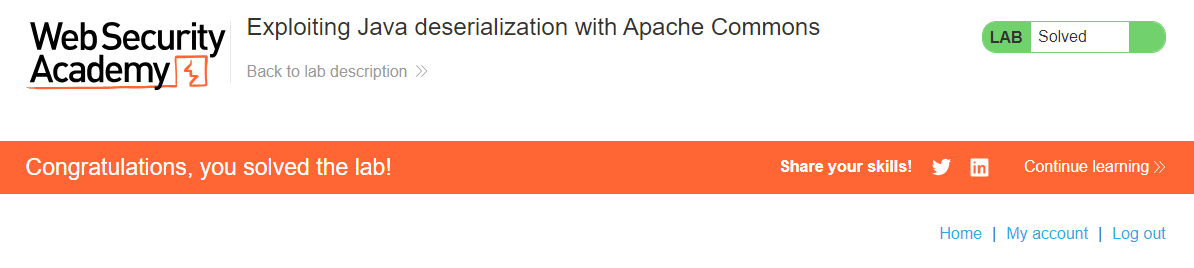 Web Security
Academy
Exploiting Java deserialization with Apache Commons
Back to lab description
LAB Solved
Congratulations, you solved the lab!
Share your skills!
Continue learning
Home | My account | Log out